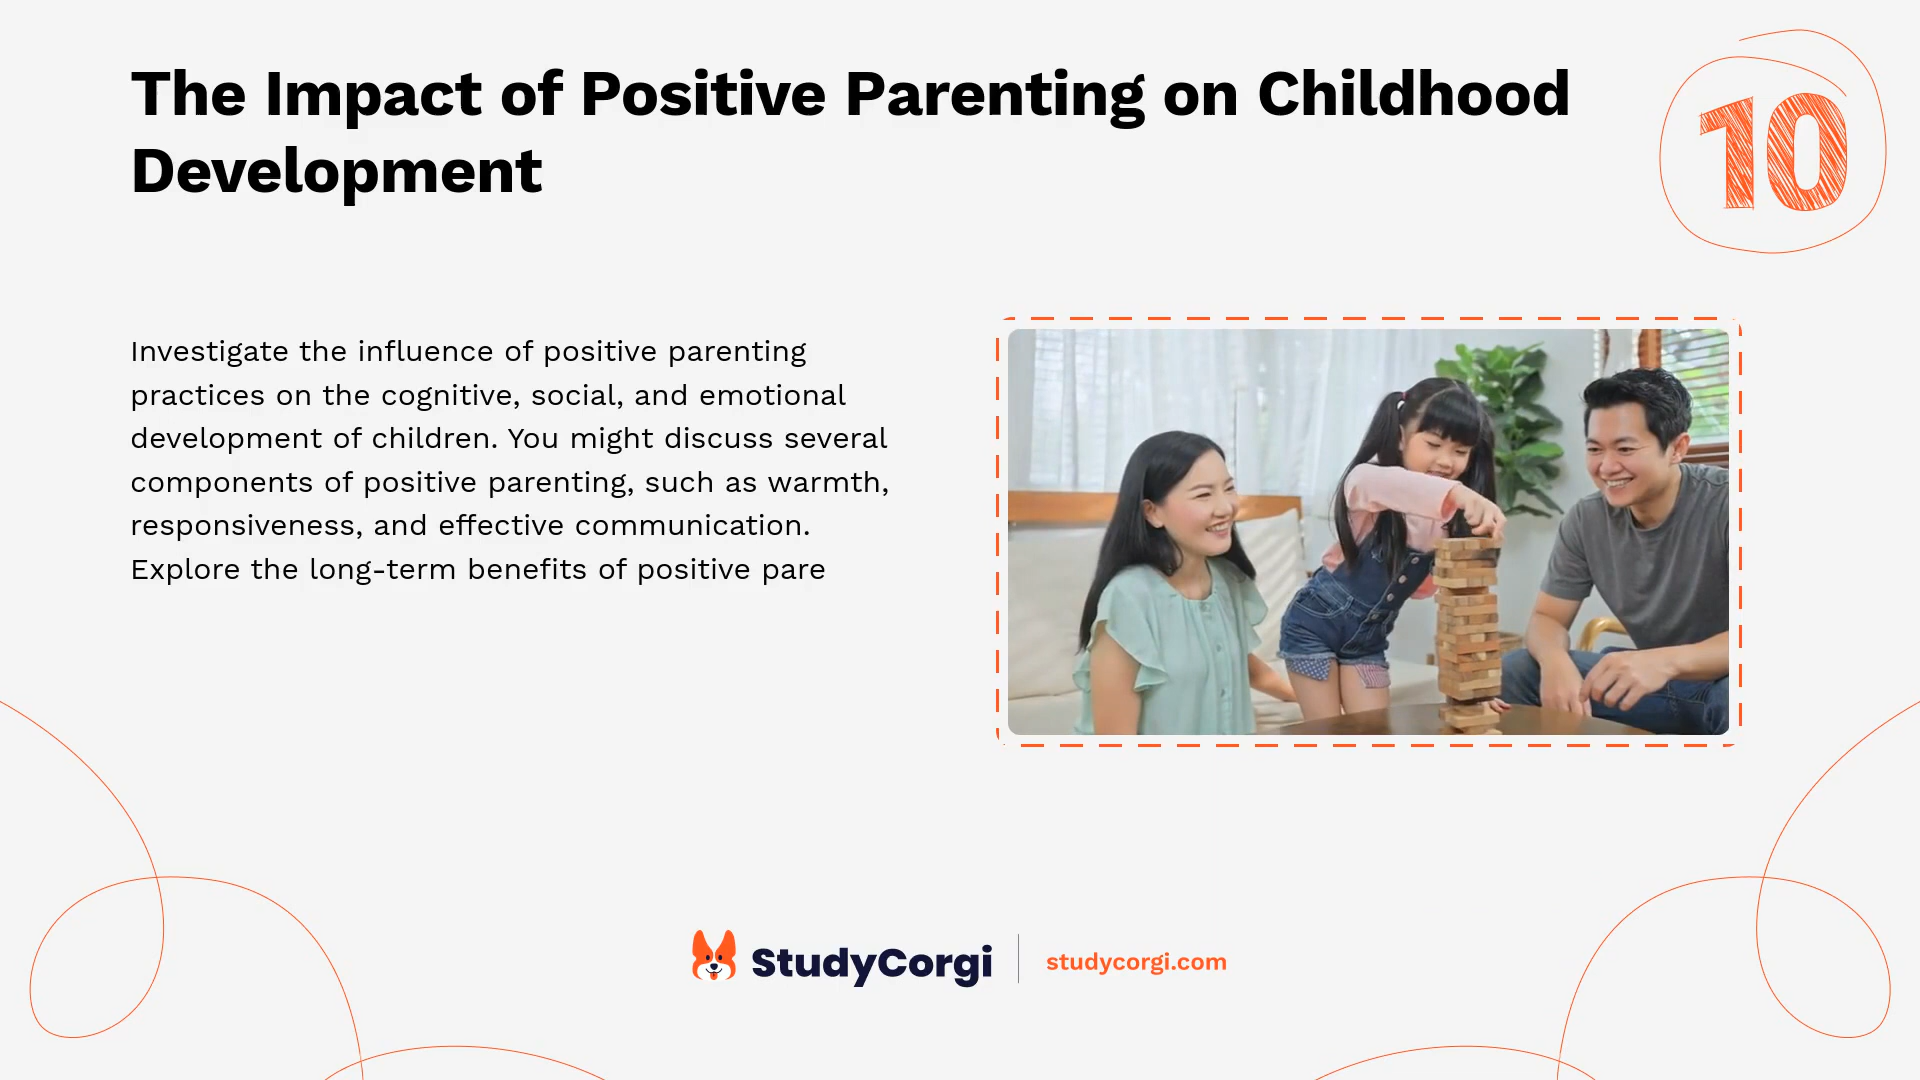 The Impact of Positive Parenting on Childhood
Development
10
Investigate the influence of positive parenting
practices on the cognitive, social, and emotional
development of children. You might discuss several
components of positive parenting, such as warmth,
responsiveness, and effective communication.
Explore the long-term benefits of positive pare
StudyCorgi
studycorgi.com